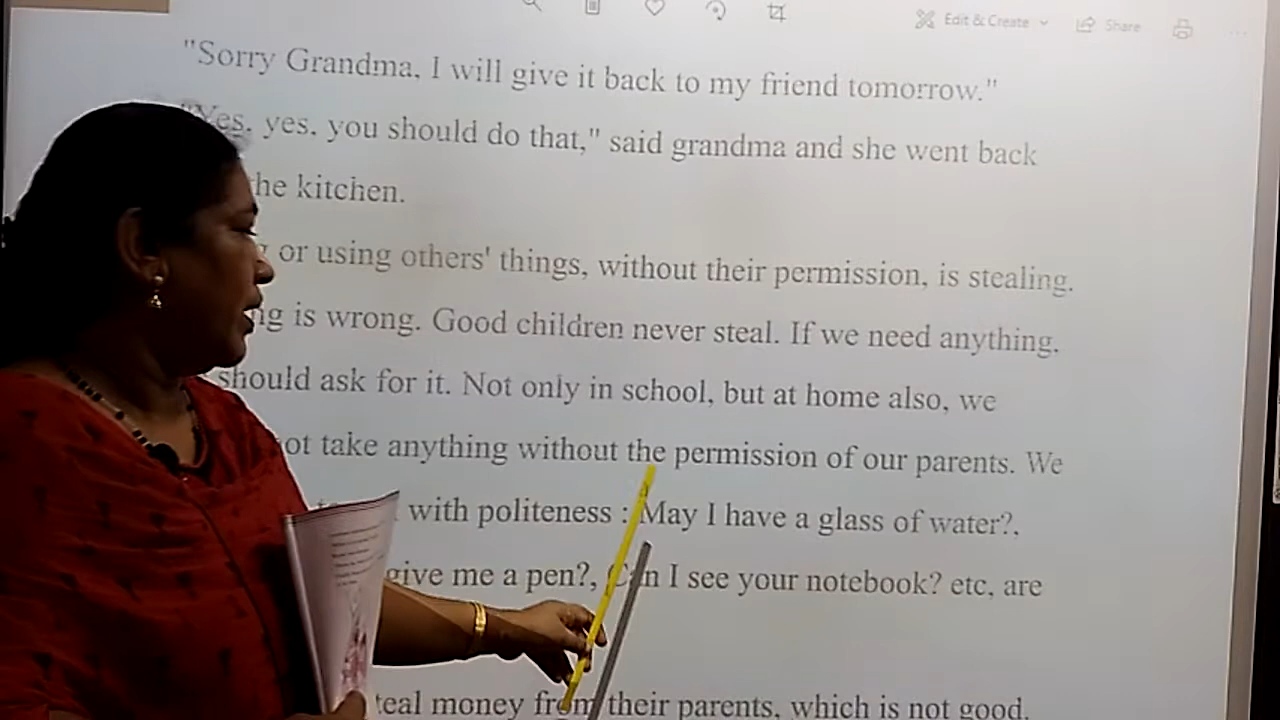 Edit & Create Share
"Sorry Grandma, I will give it back to my friend tomorrow."
"Yes, yes, you should do that," said grandma and she went back
the kitchen.
or using others' things, without their permission, is stealing.
is wrong. Good children never steal. If we need anything,
should ask for it. Not only in school, but at home also, we
take anything without the permission of our parents. We
with politeness : May I have a glass of water?,
give me a pen?, Can I see your notebook? etc, are
money from their parents, which is not good.